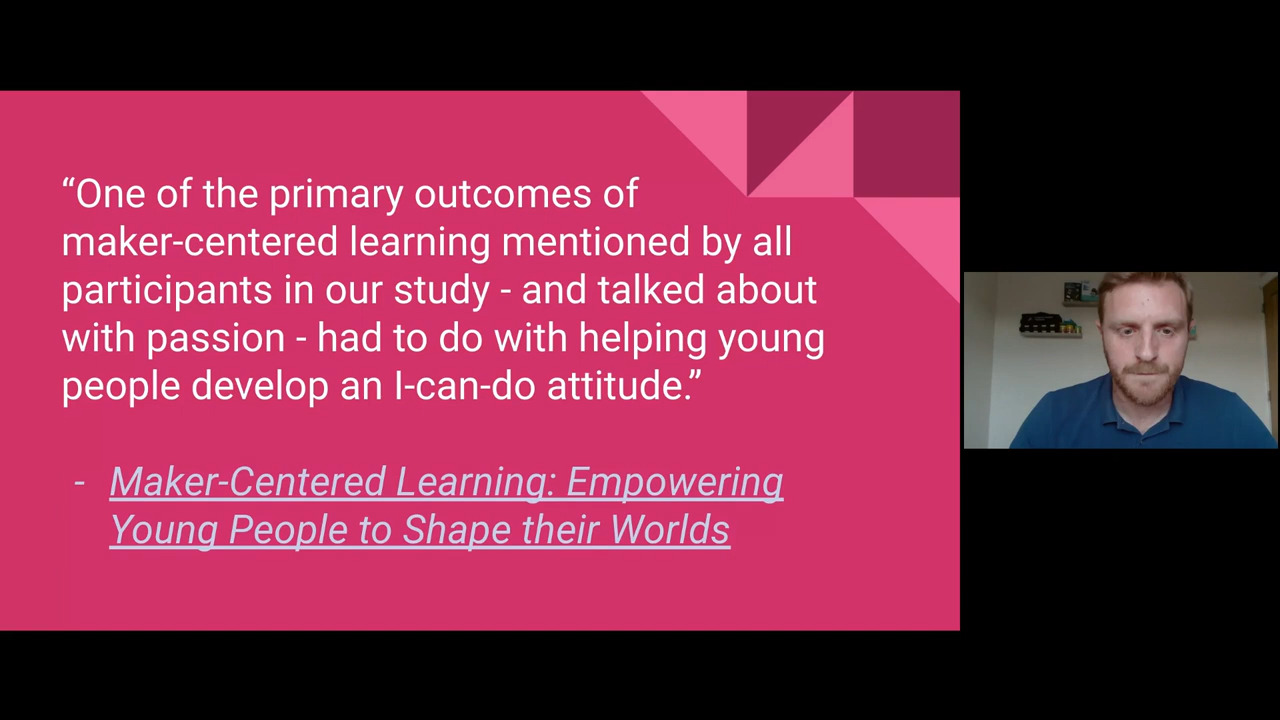 “One of the primary outcomes of
maker-centered learning mentioned by all
participants in our study - and talked about
with passion - had to do with helping young
people develop an I-can-do attitude.”
- Maker-Centered Learning: Empowering
Young People to Shape their Worlds